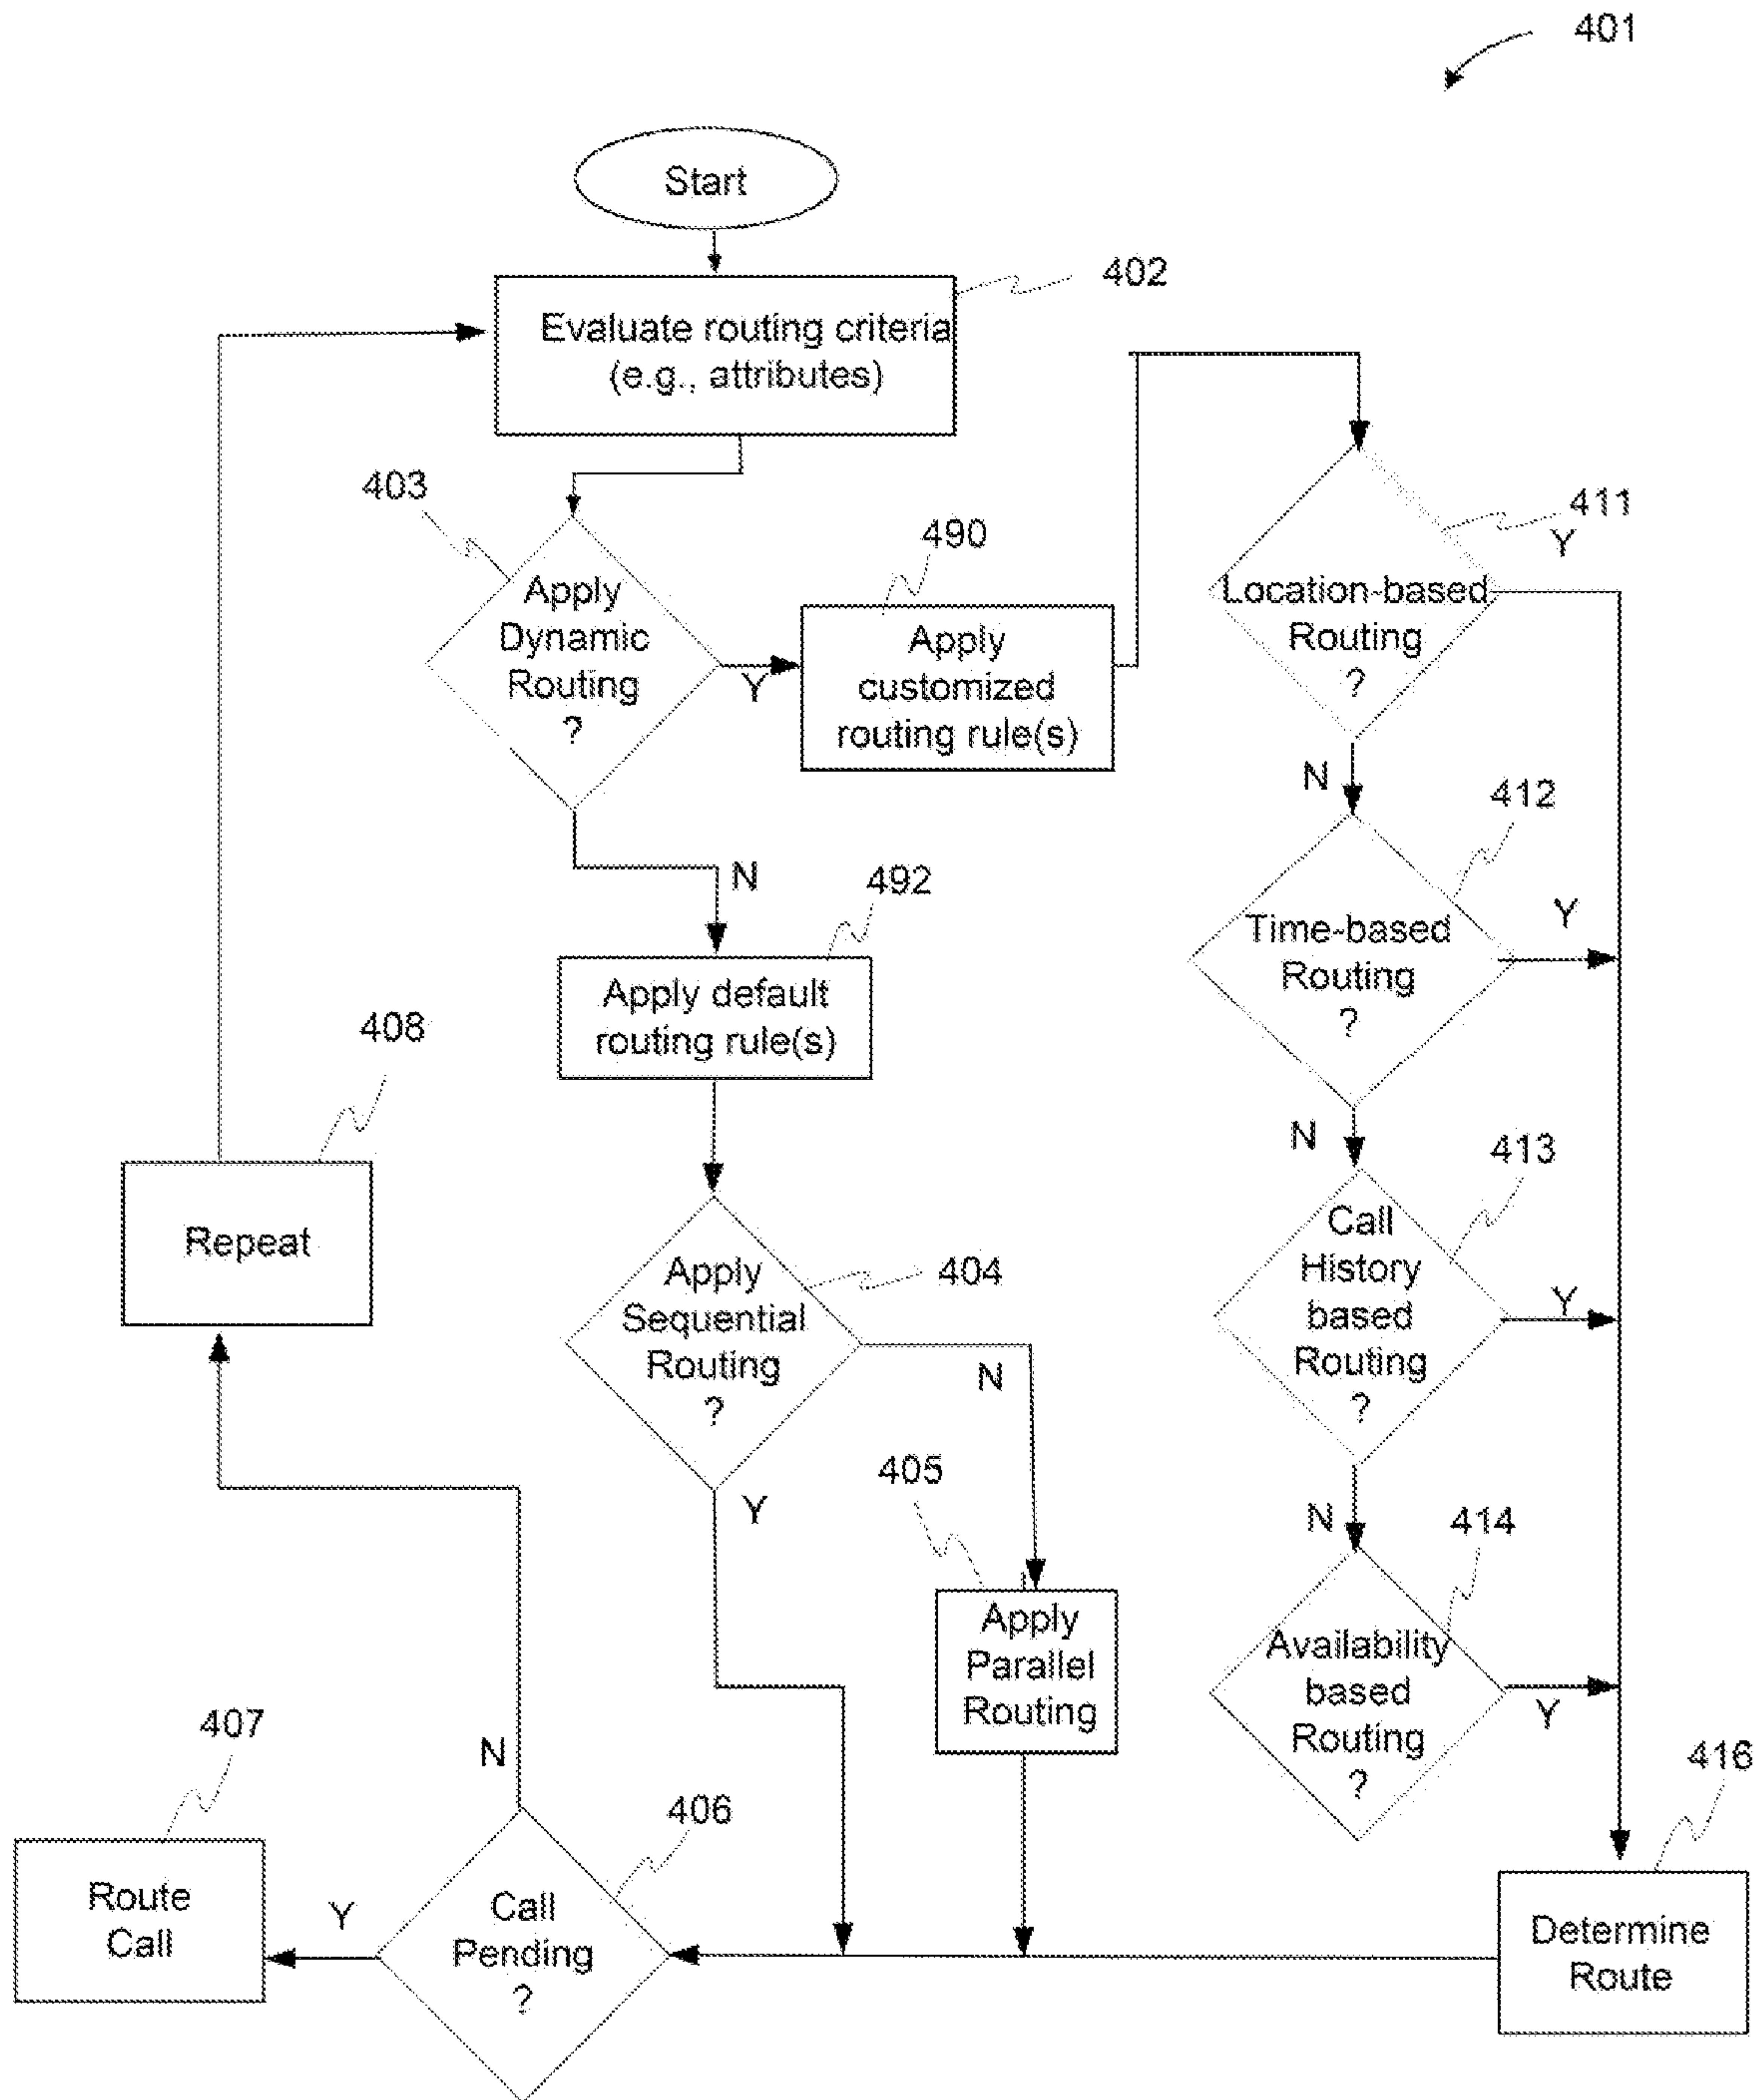 401
Start
402
Evaluate routing criteria
(e.g., attributes)
403
Apply
Dynamic
Routing
?
Y
490
Apply
customized
routing rule(s)
411
Y
Location-based
Routing
?
N
412
Time-based
Routing
?
Y
N
413
Call
History
based
Routing
?
Y
N
414
Availability
based
Routing
?
Y
416
Determine
Route
N
492
Apply default
routing rule(s)
408
Repeat
404
Apply
Sequential
Routing
?
N
Y
405
Apply
Parallel
Routing
407
Route
Call
N
406
Call
Pending
?
Y